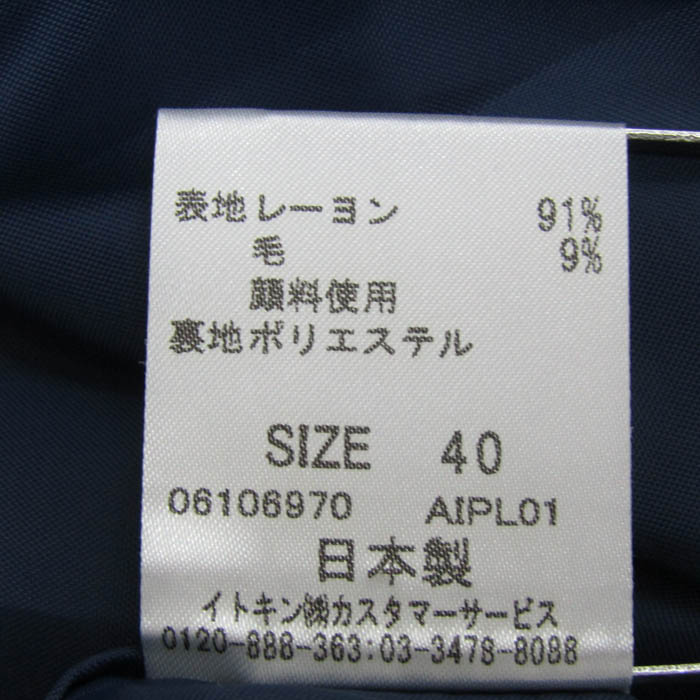 表地レーヨン 91%
毛 9%
顔料使用
裏地ポリエステル
SIZE 40
06106970 AIPL01
日本製
イトキン㈱カスタマーサービス
0120-888-363:03-3478-8088